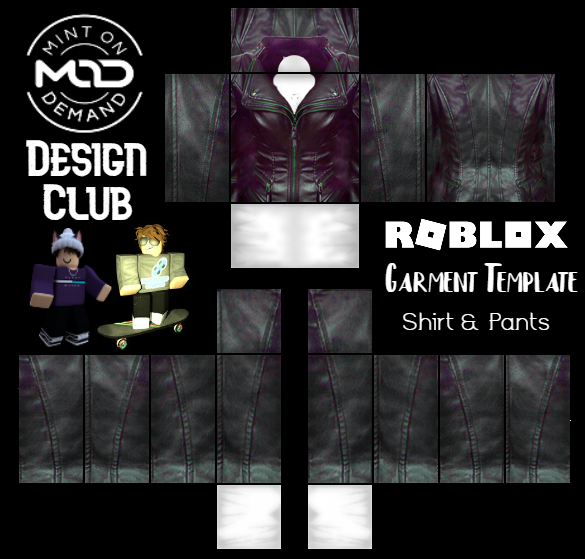 MINT ON
MOD
DEMAND
DESIGN
CLUB
ROBLOX
GARMENT TEMPLATE
Shirt & Pants